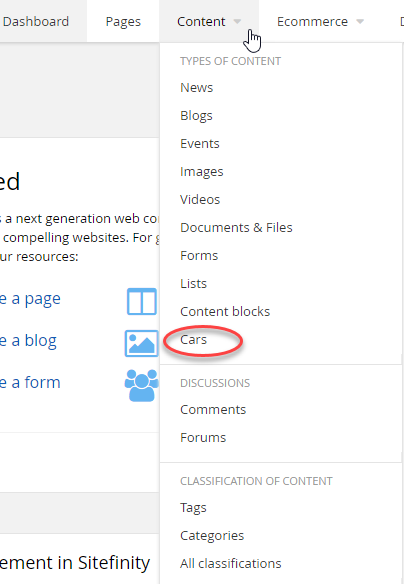 Dashboard Pages Content Ecommerce
TYPES OF CONTENT
News
Blogs
Events
Images
Videos
Documents & Files
Forms
Lists
Content blocks
Cars
DISCUSSIONS
Comments
Forums
CLASSIFICATION OF CONTENT
Tags
Categories
All classifications
s a next generation web
compelling websites. For
ur resources:
e a page
e a blog
e a form
ement in Sitefinity